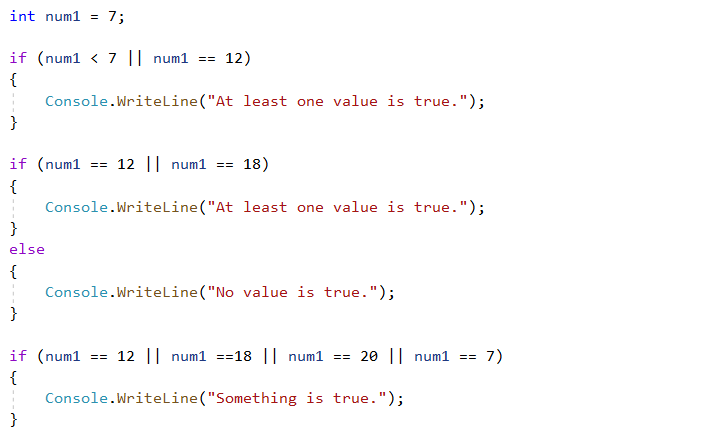 int num1 = 7;
if (num1 < 7 || num1 == 12)
{
    Console.WriteLine("At least one value is true.");
}
if (num1 == 12 || num1 == 18)
{
    Console.WriteLine("At least one value is true.");
}
else
{
    Console.WriteLine("No value is true.");
}
if (num1 == 12 || num1 ==18 || num1 == 20 || num1 == 7)
{
    Console.WriteLine("Something is true.");
}